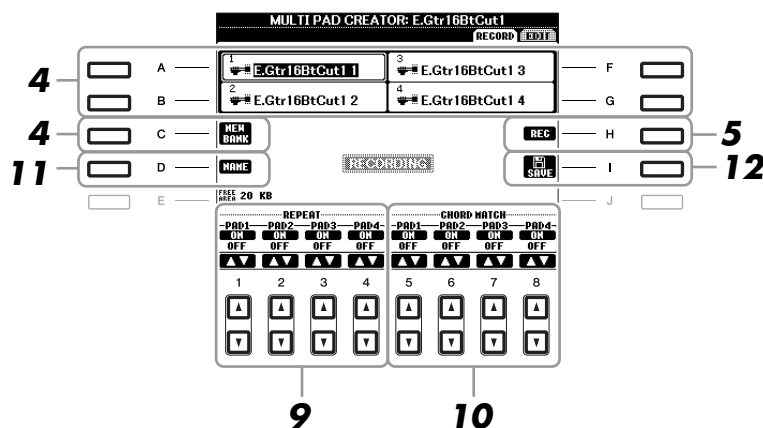 MULTI PAD CREATOR: E.Gtr16BtCut1
RECORD EDIT
4 A 1 E.Gtr16BtCut1 1 3 E.Gtr16BtCut1 3 F
B 2 E.Gtr16BtCut1 2 4 E.Gtr16BtCut1 4 G
4 C NEW BANK REC H 5
11 D NAME RECORDING SAVE I 12
E FREE AREA 20 KB J
REPEAT CHORD MATCH
PAD1 PAD2 PAD3 PAD4 PAD1 PAD2 PAD3 PAD4
ON ON ON ON ON ON ON ON
OFF OFF OFF OFF OFF OFF OFF OFF
1 2 3 4 5 6 7 8
9 10